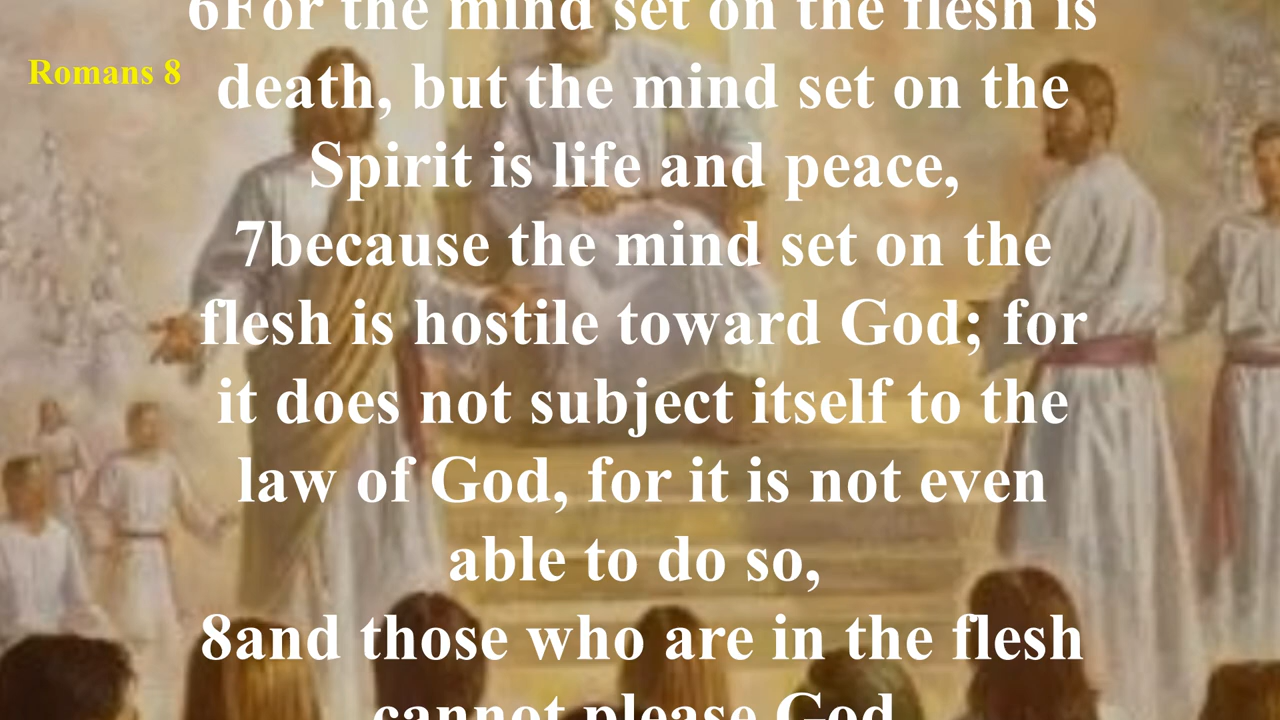 6For the mind set on the flesh is
Romans 8
death, but the mind set on the
Spirit is life and peace,
7because the mind set on the
flesh is hostile toward God; for
it does not subject itself to the
law of God, for it is not even
able to do so,
8and those who are in the flesh
cannot please God